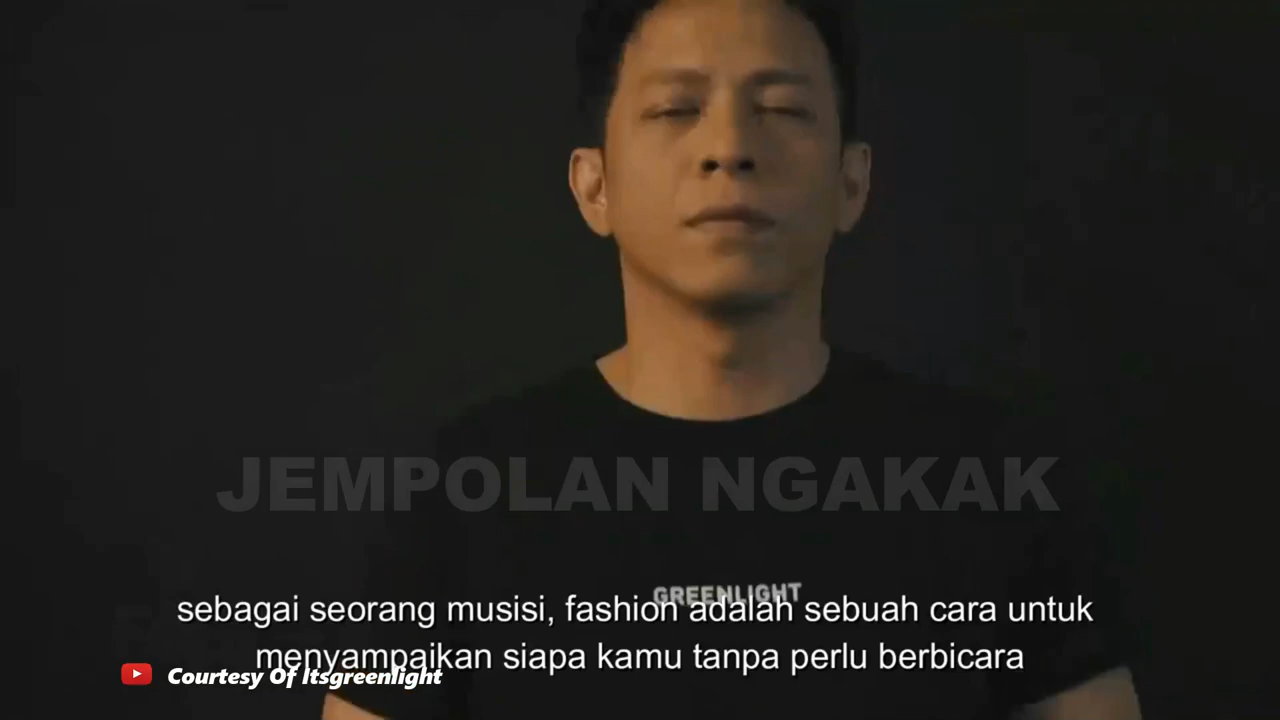 JEMPOLAN NGAKAK
GREENLIGHT
sebagai seorang musisi, fashion adalah sebuah cara untuk
menyampaikan siapa kamu tanpa perlu berbicara
Courtesy Of Itsgreenlight